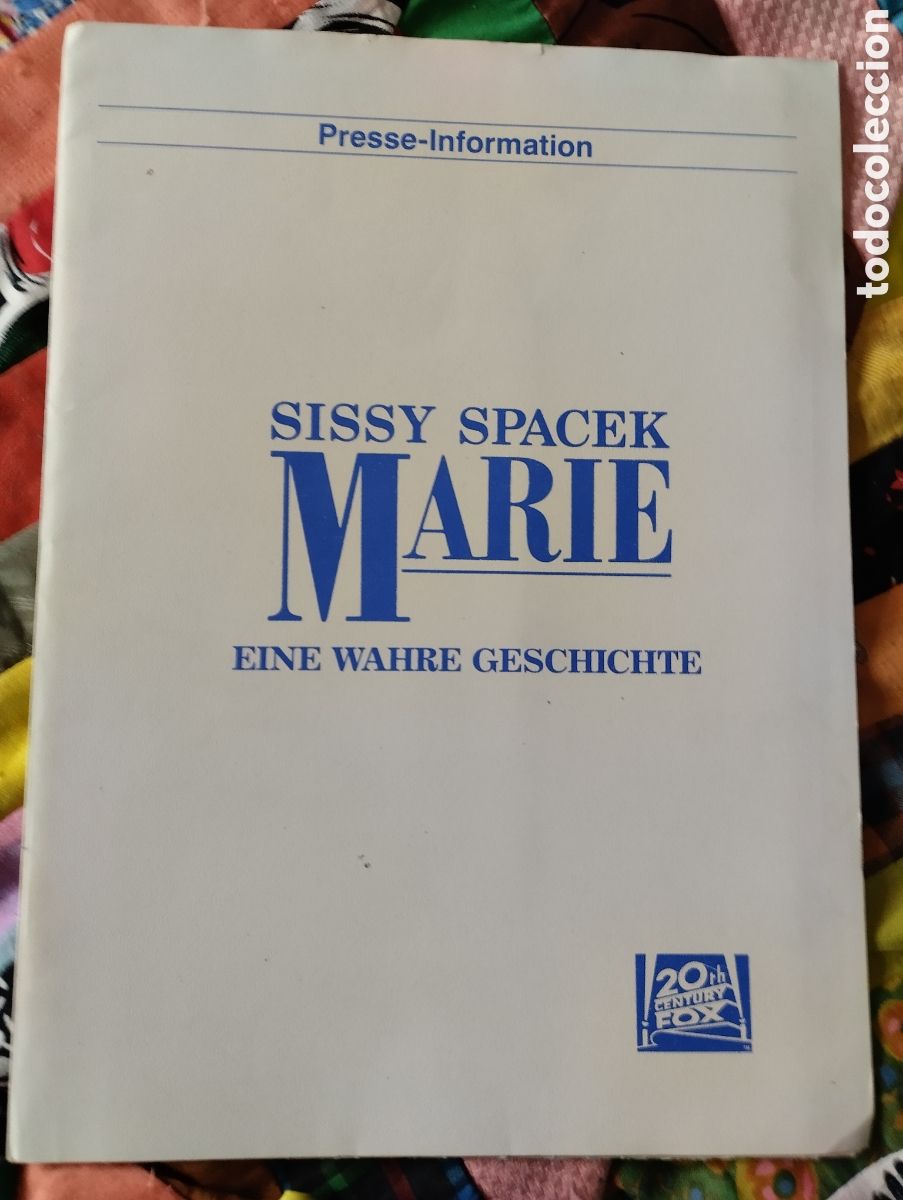 Presse-Information
SISSY SPACEK
MARIE
EINE WAHRE GESCHICHTE
20th
CENTURY
FOX
todocoleccion